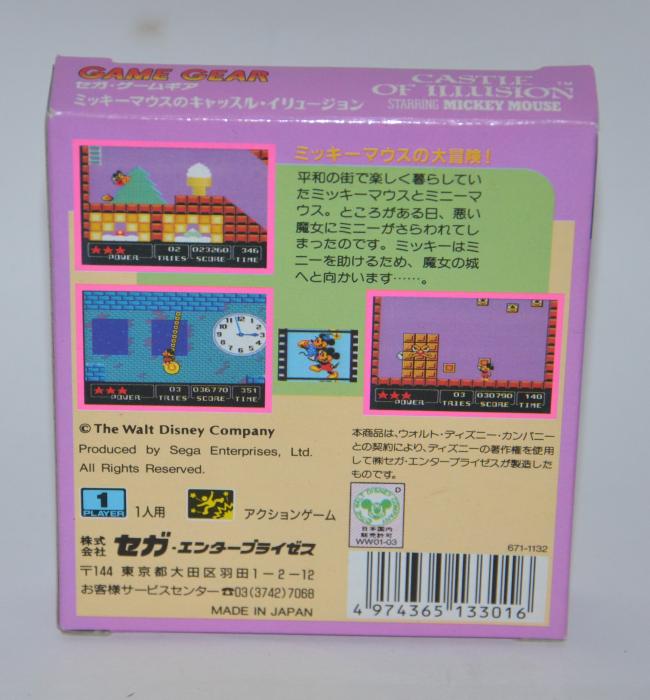 GAME GEAR
セガ・ゲームギア
ミッキーマウスのキャッスル・イリュージョン
CASTLE
OF ILLUSION™
STARRING MICKEY MOUSE
POWER TRIES 02 SCORE 023260 TIME 346
ミッキーマウスの大冒険!
平和の街で楽しく暮らしてい
たミッキーマウスとミニーマ
ウス。ところがある日、悪い
魔女にミニーがさらわれてし
まったのです。ミッキーはミ
ニーを助けるため、魔女の城
へと向かいます……。
POWER TRIES 03 SCORE 036770 TIME 351
POWER TRIES 03 SCORE 030790 TIME 140
© The Walt Disney Company
Produced by Sega Enterprises, Ltd.
All Rights Reserved.
本商品は、ウォルト・ディズニー・カンパニー
との契約により、ディズニーの著作権を使用
して㈱セガ・エンタープライゼスが製造した
ものです。
1
PLAYER
1人用
アクションゲーム
D
日本国内
販売許可
WW01-03
株式会社 セガ・エンタープライゼス
〒144 東京都大田区羽田1-2-12
お客様サービスセンター☎03(3742)7068
MADE IN JAPAN
671-1132
4 974365 133016